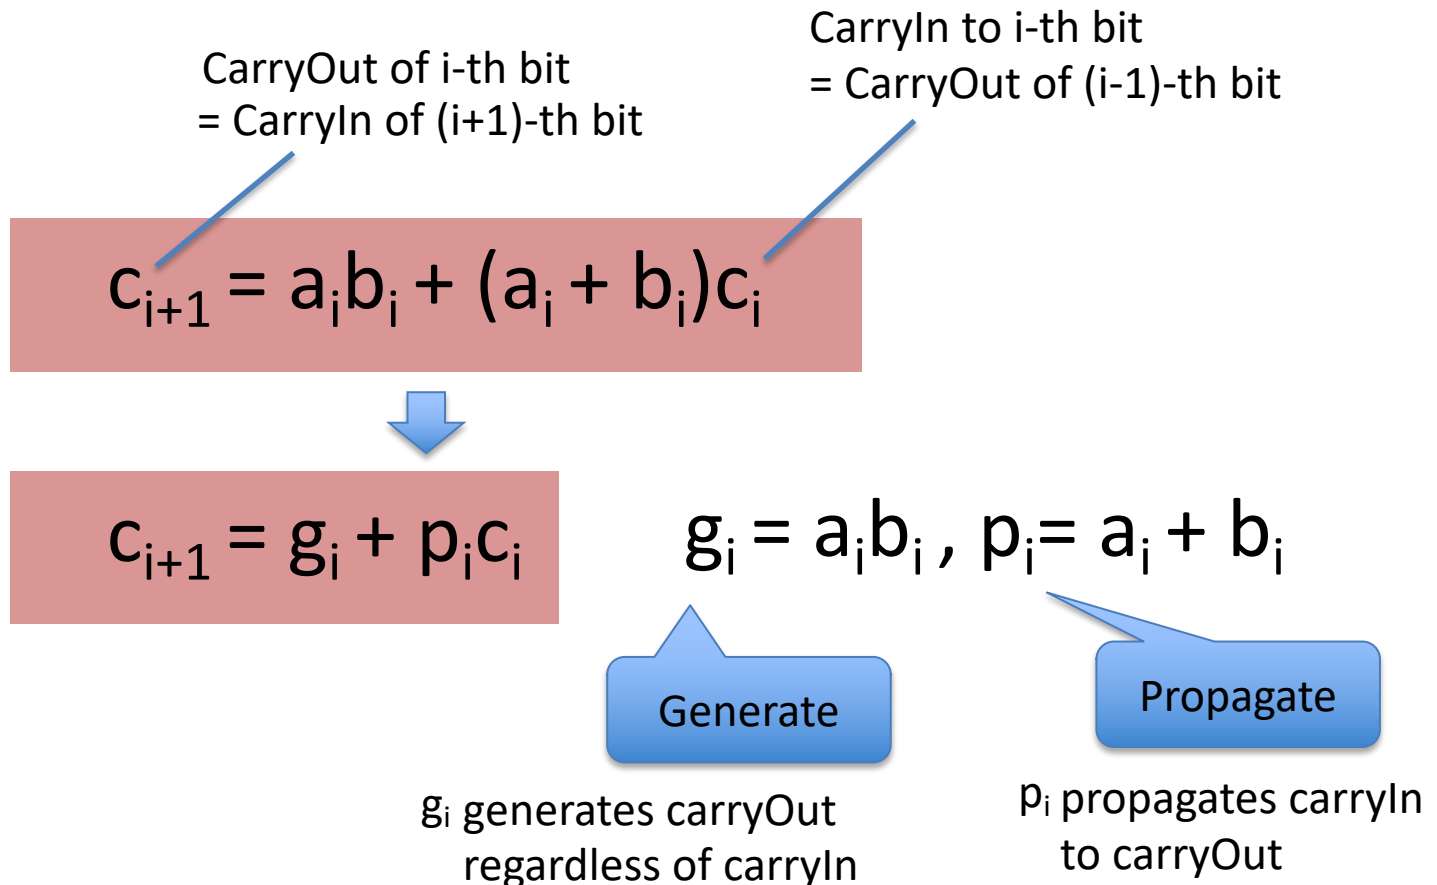 CarryOut of i-th bit
= CarryIn of (i+1)-th bit
CarryIn to i-th bit
= CarryOut of (i-1)-th bit
cᵢ₊₁ = aᵢbᵢ + (aᵢ + bᵢ)cᵢ
cᵢ₊₁ = gᵢ + pᵢcᵢ
gᵢ = aᵢbᵢ , pᵢ= aᵢ + bᵢ
Generate
Propagate
gᵢ generates carryOut
regardless of carryIn
pᵢ propagates carryIn
to carryOut